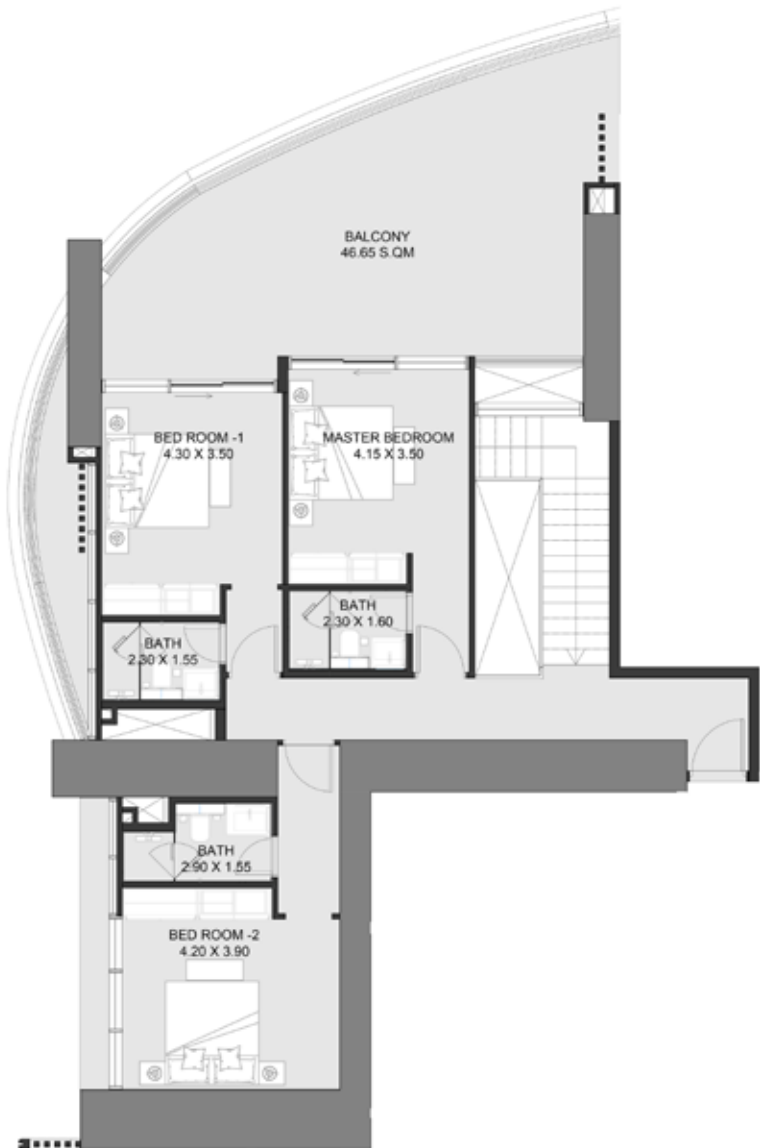 BALCONY
46.65 S.QM
BED ROOM -1
4.30 X 3.50
MASTER BEDROOM
4.15 X 3.50
BATH
2.30 X 1.55
BATH
2.30 X 1.60
BATH
2.90 X 1.55
BED ROOM -2
4.20 X 3.90